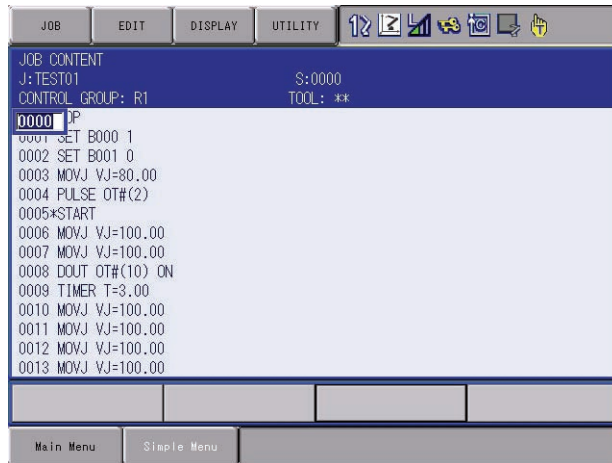 JOB EDIT DISPLAY UTILITY
JOB CONTENT
J:TEST01 S:0000
CONTROL GROUP: R1 TOOL: **
0000
0001 SET B000 1
0002 SET B001 0
0003 MOVJ VJ=80.00
0004 PULSE OT#(2)
0005*START
0006 MOVJ VJ=100.00
0007 MOVJ VJ=100.00
0008 DOUT OT#(10) ON
0009 TIMER T=3.00
0010 MOVJ VJ=100.00
0011 MOVJ VJ=100.00
0012 MOVJ VJ=100.00
0013 MOVJ VJ=100.00
Main Menu Simple Menu